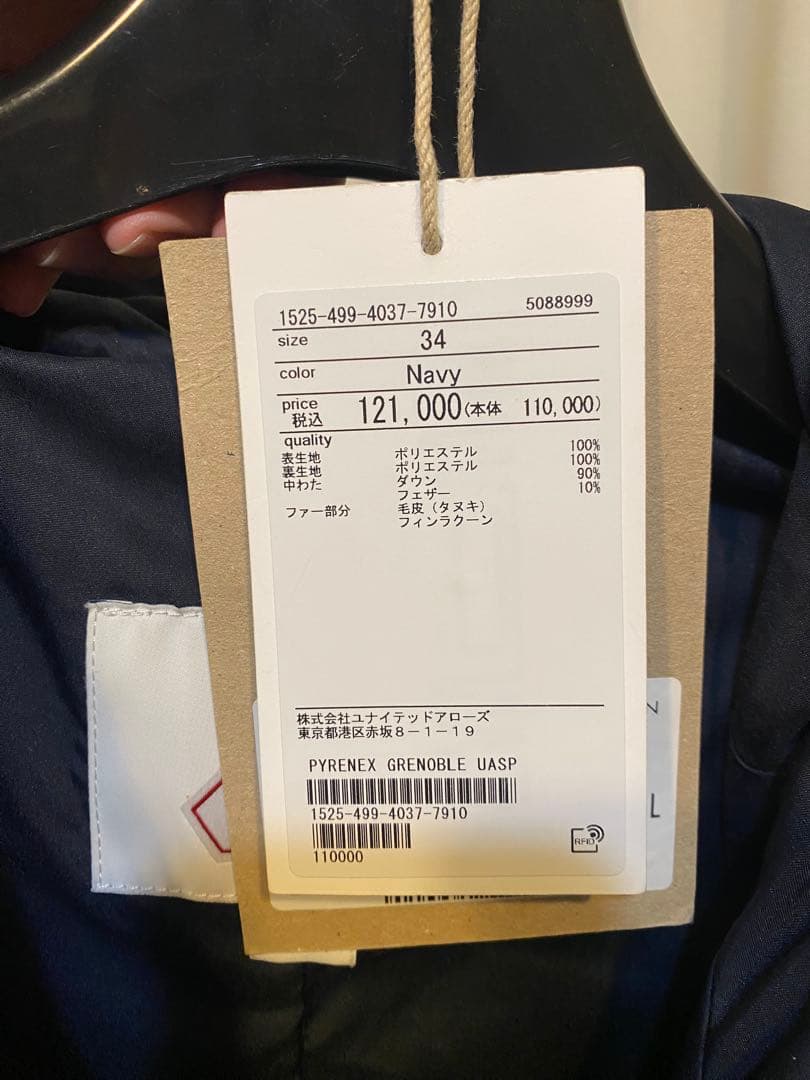 1525-499-4037-7910 5088999
size 34
color Navy
price 税込 121,000(本体 110,000)
quality
表生地 ポリエステル 100%
裏生地 ポリエステル 100%
中わた ダウン 90%
フェザー 10%
ファー部分 毛皮(タヌキ)
フィンラクーン
株式会社ユナイテッドアローズ
東京都港区赤坂8-1-19
PYRENEX GRENOBLE UASP
1525-499-4037-7910
110000
RFID
N
L